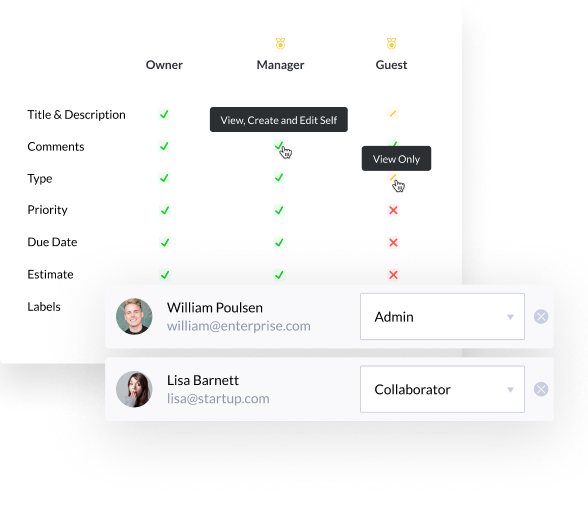 Owner Manager Guest
Title & Description
View, Create and Edit Self
Comments
View Only
Type
Priority
Due Date
Estimate
Labels
William Poulsen
william@enterprise.com
Admin
Lisa Barnett
lisa@startup.com
Collaborator